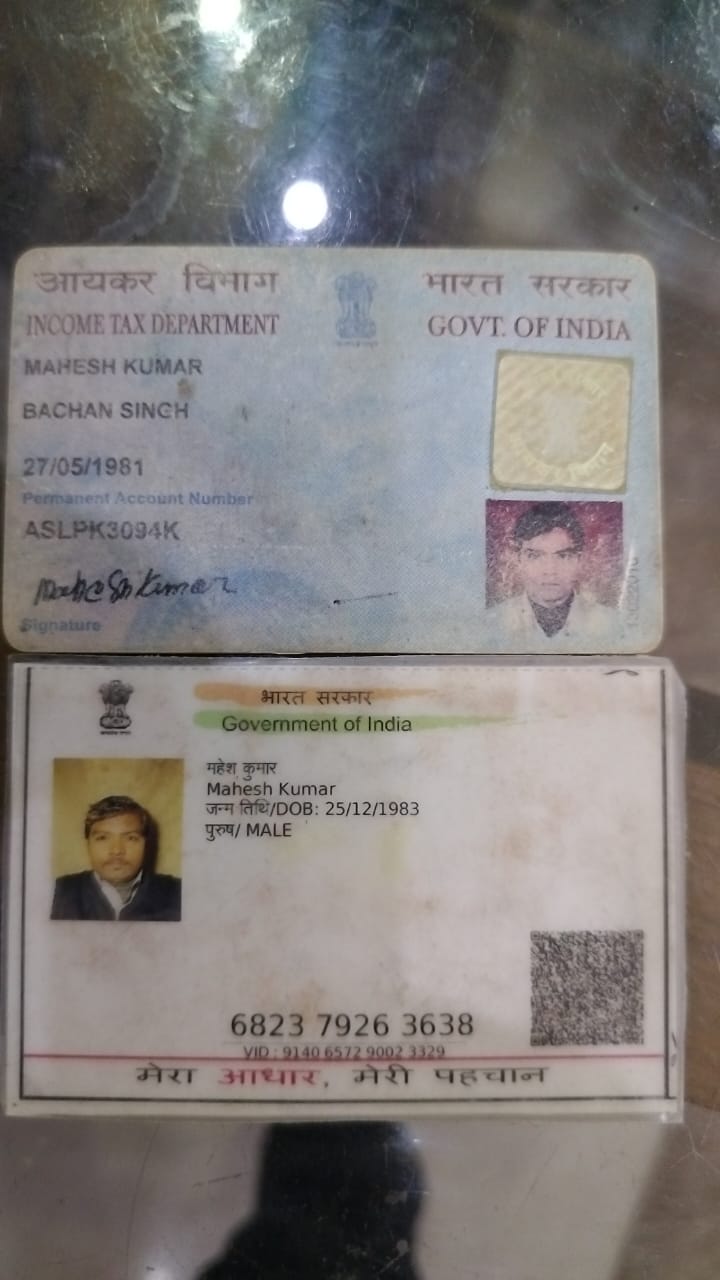 आयकर विभाग
भारत सरकार
INCOME TAX DEPARTMENT
GOVT. OF INDIA
MAHESH KUMAR
BACHAN SINGH
27/05/1981
Permanent Account Number
ASLPK3094K
Mahesh Kumar
Signature
भारत सरकार
Government of India
महेश कुमार
Mahesh Kumar
जन्म तिथि/DOB: 25/12/1983
पुरुष/ MALE
6823 7926 3638
VID : 9140 6572 9002 3329
मेरा आधार, मेरी पहचान